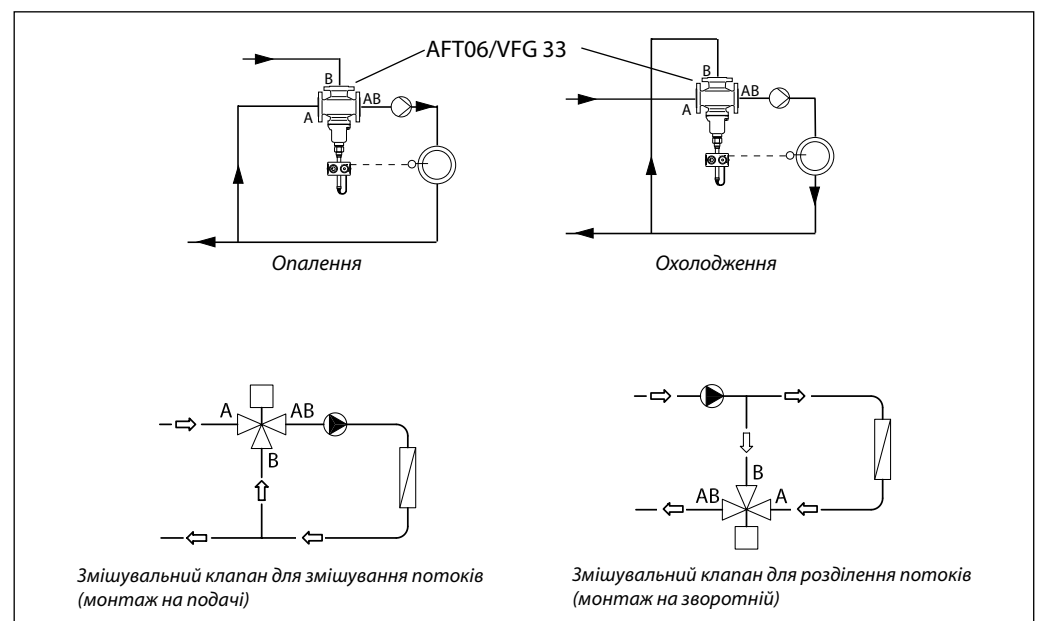 AFT06/VFG 33
B
AB
A
B
AB
A
Опалення
Охолодження
A
AB
B
B
AB
A
Змішувальний клапан для змішування потоків
(монтаж на подачі)
Змішувальний клапан для розділення потоків
(монтаж на зворотній)